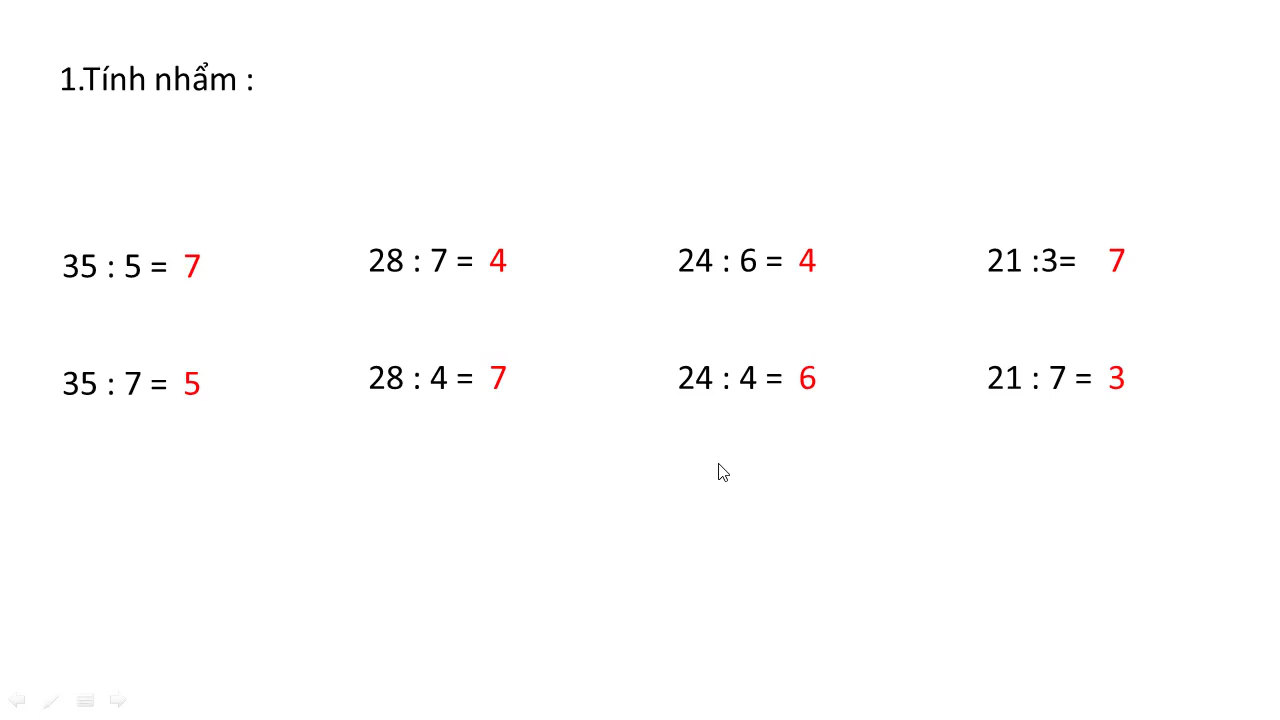 1.Tính nhẩm :
35 : 5 = 7
28 : 7 = 4
24 : 6 = 4
21 :3= 7
35 : 7 = 5
28 : 4 = 7
24 : 4 = 6
21 : 7 = 3